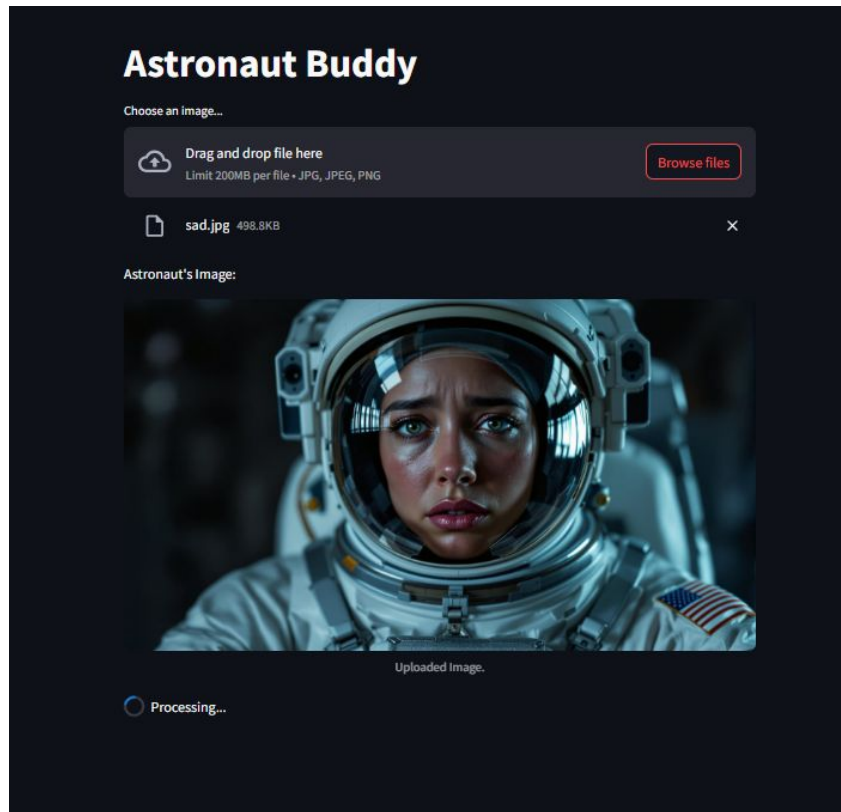 Astronaut Buddy
Choose an image...
Drag and drop file here
Browse files
Limit 200MB per file • JPG, JPEG, PNG
sad.jpg 498.8KB
Astronaut's Image:
Uploaded Image.
Processing...